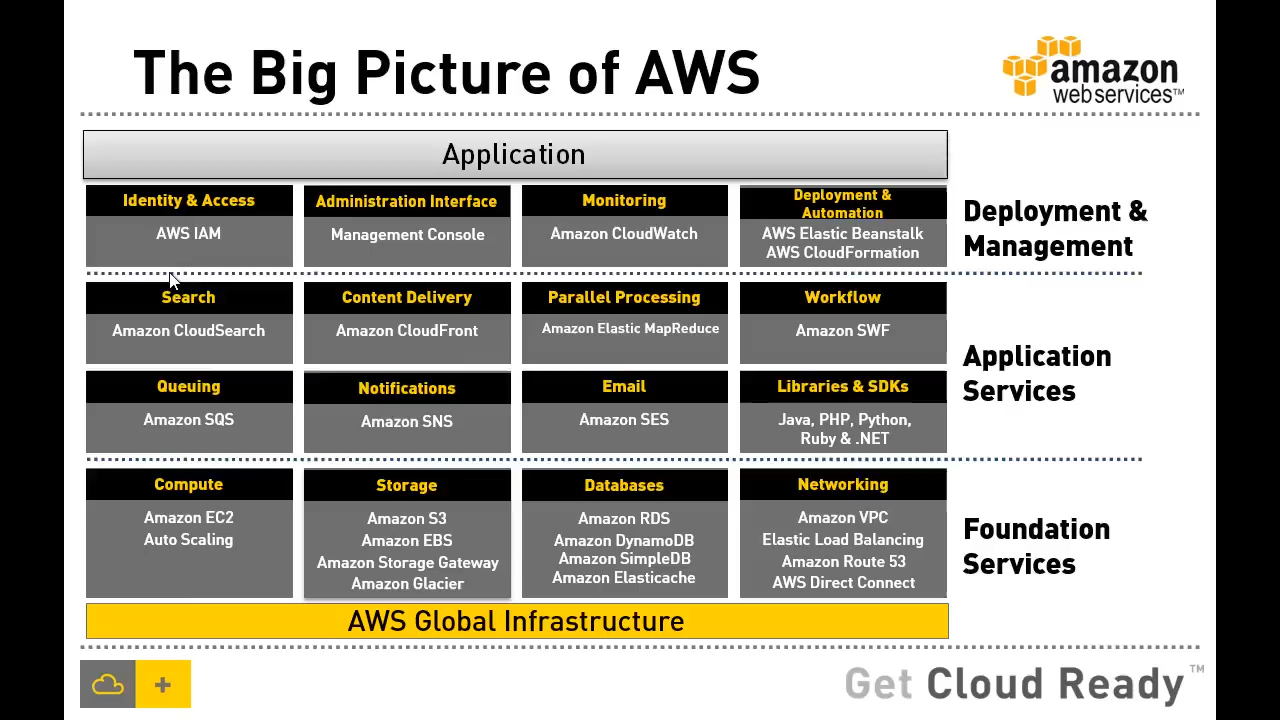 The Big Picture of AWS
amazon
webservices™
Application
Identity & Access
AWS IAM
Administration Interface
Management Console
Monitoring
Amazon CloudWatch
Deployment &
Automation
AWS Elastic Beanstalk
AWS CloudFormation
Deployment &
Management
Search
Amazon CloudSearch
Content Delivery
Amazon CloudFront
Parallel Processing
Amazon Elastic MapReduce
Workflow
Amazon SWF
Queuing
Amazon SQS
Notifications
Amazon SNS
Email
Amazon SES
Libraries & SDKs
Java, PHP, Python,
Ruby & .NET
Application
Services
Compute
Amazon EC2
Auto Scaling
Storage
Amazon S3
Amazon EBS
Amazon Storage Gateway
Amazon Glacier
Databases
Amazon RDS
Amazon DynamoDB
Amazon SimpleDB
Amazon Elasticache
Networking
Amazon VPC
Elastic Load Balancing
Amazon Route 53
AWS Direct Connect
Foundation
Services
AWS Global Infrastructure
+
Get Cloud Ready™